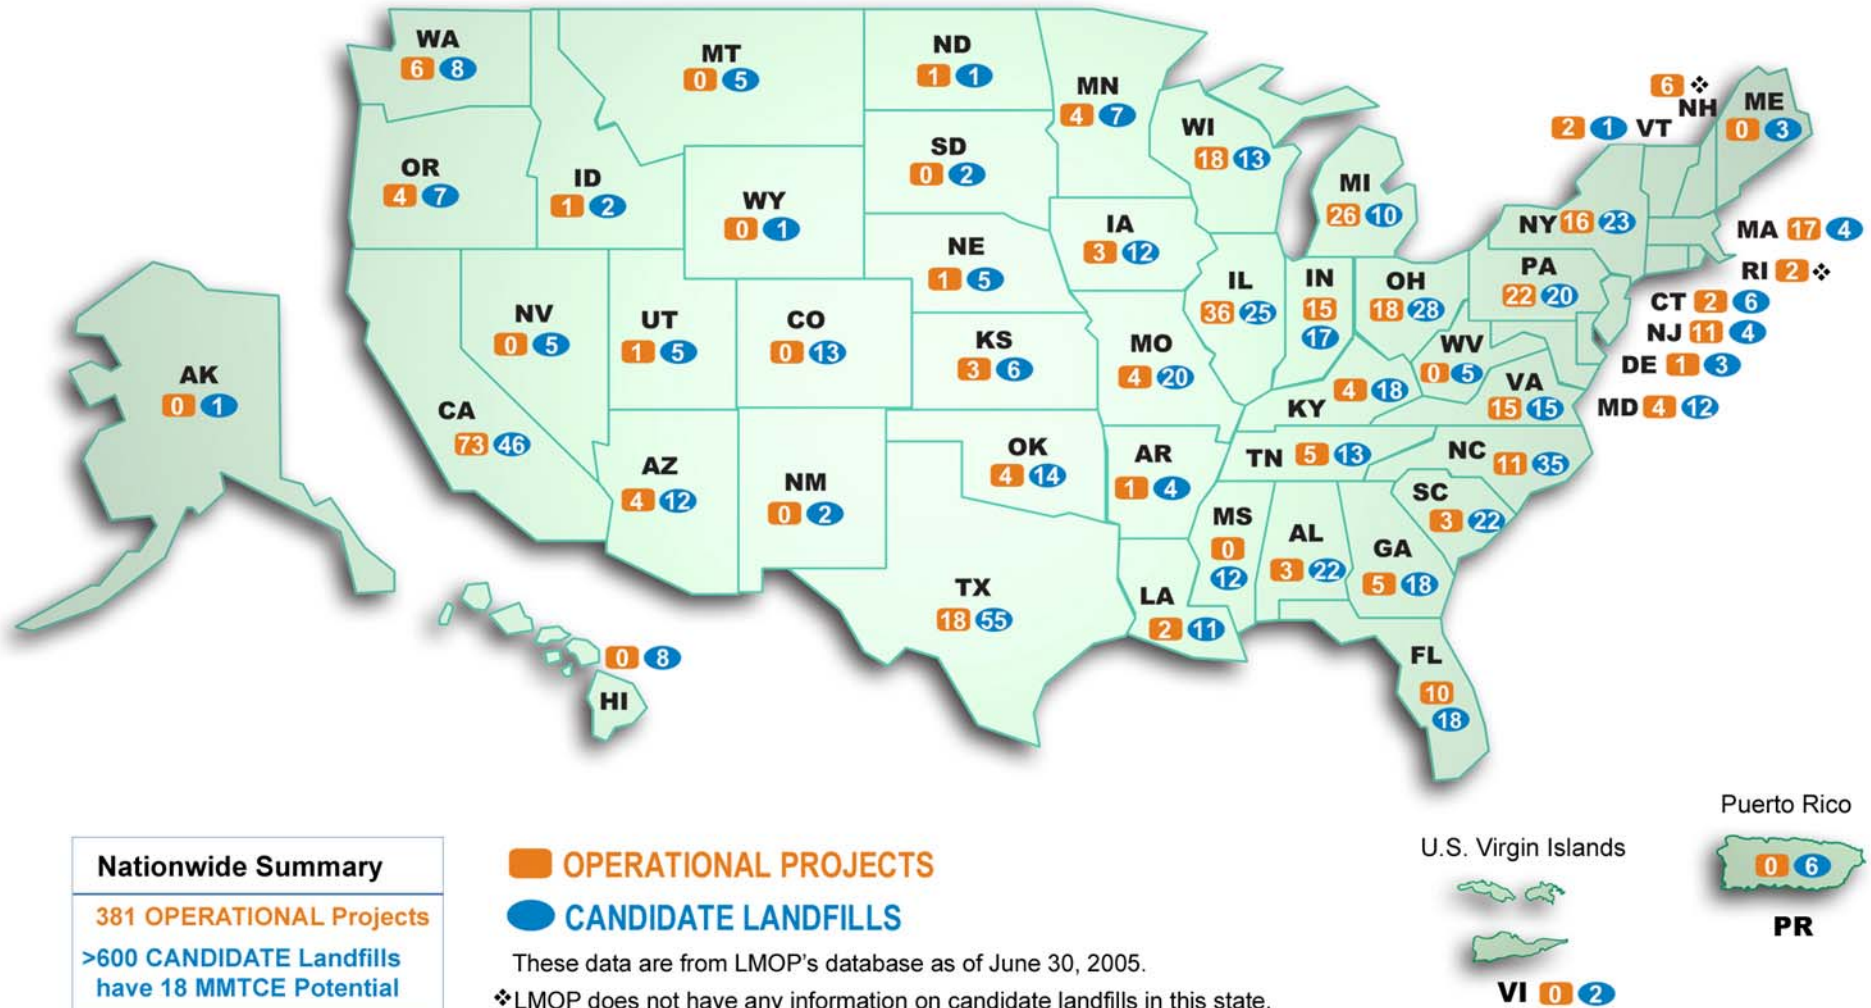 WA
6 8
MT
0 5
ND
1 1
MN
4 7
6 ❖
NH
ME
0 3
2 1 VT
OR
4 7
ID
1 2
WY
0 1
SD
0 2
WI
18 13
MI
26 10
NY 16 23
MA 17 4
NE
1 5
IA
3 12
IL
36 25
IN
15
17
OH
18 28
PA
22 20
RI 2 ❖
CT 2 6
NJ 11 4
DE 1 3
MD 4 12
NV
0 5
UT
1 5
CO
0 13
KS
3 6
MO
4 20
WV
0 5
VA
15 15
KY
4 18
AK
0 1
CA
73 46
AZ
4 12
NM
0 2
OK
4 14
AR
1 4
TN 5 13
NC 11 35
SC
3 22
MS
0
12
AL
3 22
GA
5 18
TX
18 55
LA
2 11
FL
10
18
0 8
HI
Nationwide Summary
381 OPERATIONAL Projects
>600 CANDIDATE Landfills
have 18 MMTCE Potential
OPERATIONAL PROJECTS
CANDIDATE LANDFILLS
These data are from LMOP's database as of June 30, 2005.
❖LMOP does not have any information on candidate landfills in this state.
U.S. Virgin Islands
VI 0 2
Puerto Rico
0 6
PR